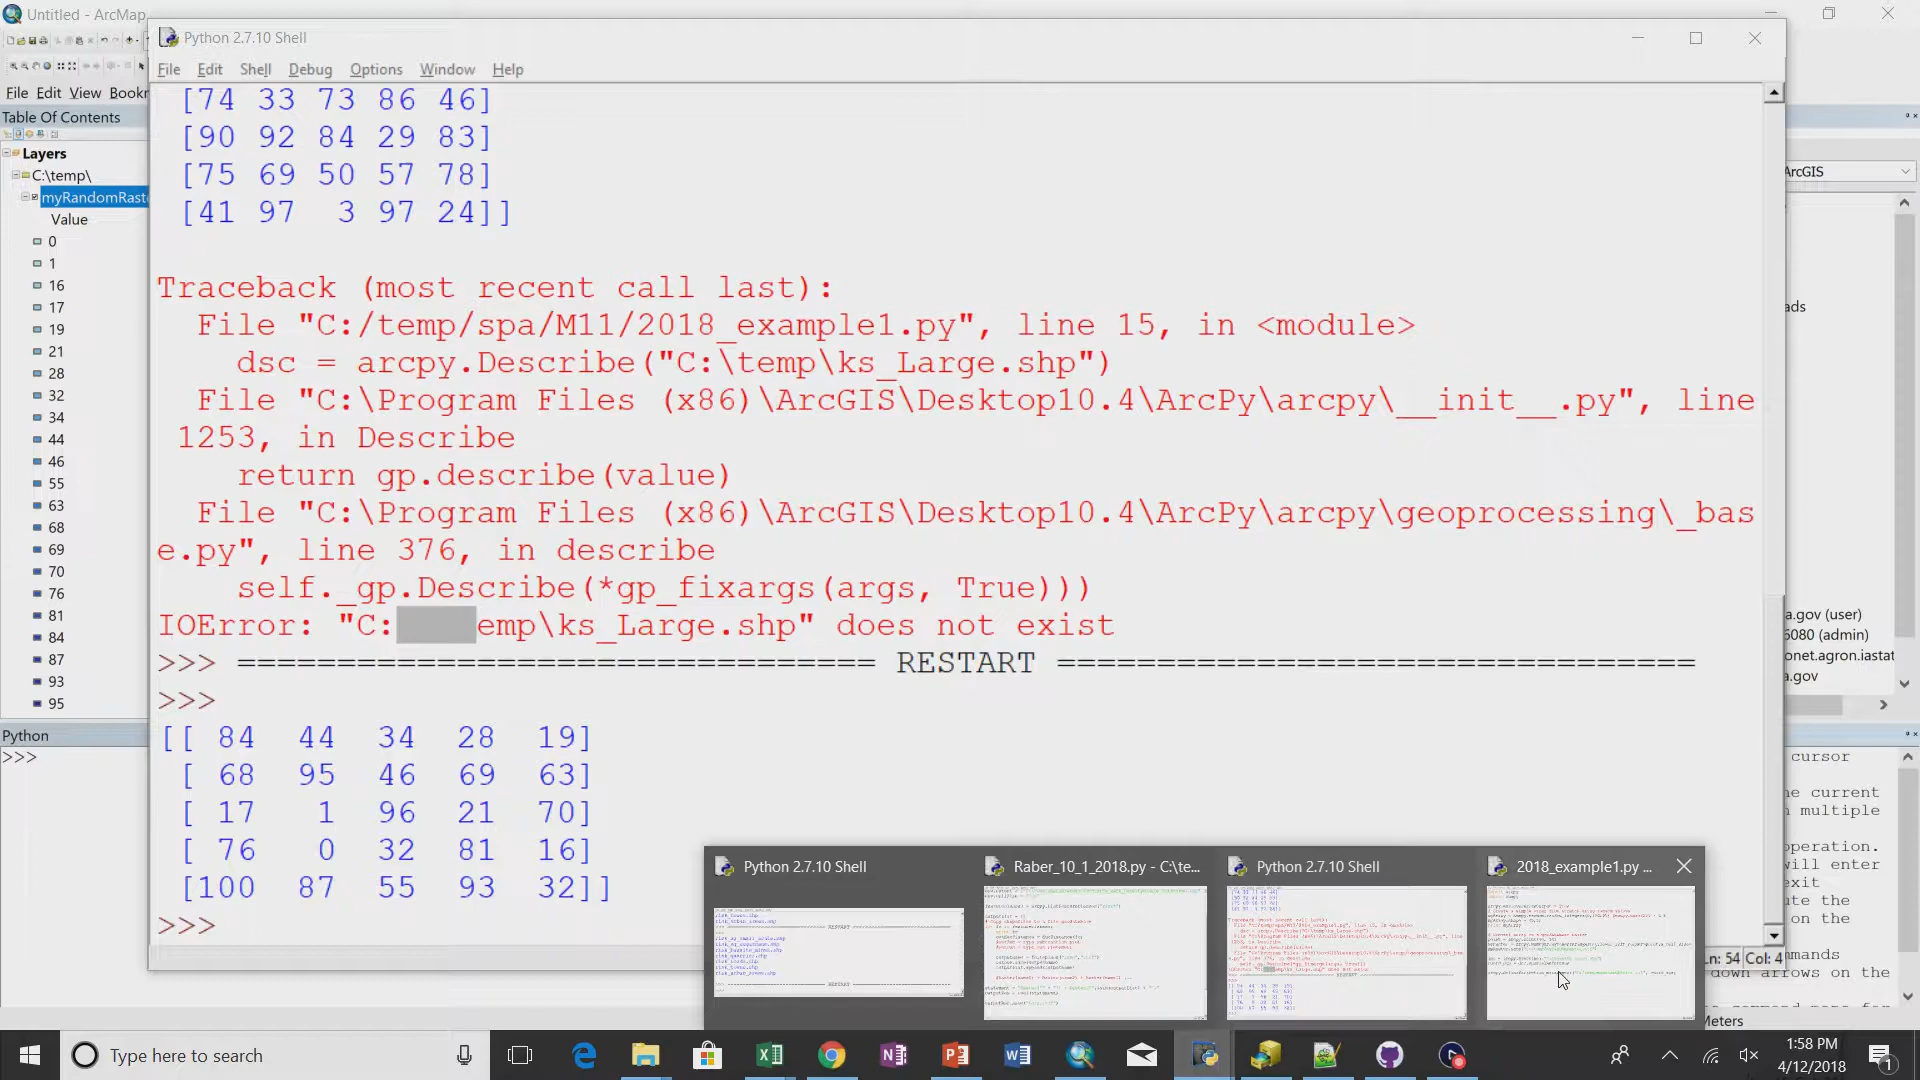 Untitled - ArcMap
Python 2.7.10 Shell
File Edit Shell Debug Options Window Help
File Edit View Bookr
Table Of Contents
Layers
C:\temp\
myRandomRaste
Value
0
1
16
17
19
21
28
32
34
44
46
55
63
68
69
70
76
81
84
87
93
95
[74 33 73 86 46]
[90 92 84 29 83]
[75 69 50 57 78]
[41 97 3 97 24]]
Traceback (most recent call last):
File "C:/temp/spa/M11/2018_example1.py", line 15, in <module>
dsc = arcpy.Describe("C:\temp\ks_Large.shp")
File "C:\Program Files (x86)\ArcGIS\Desktop10.4\ArcPy\arcpy\__init__.py", line
1253, in Describe
return gp.describe(value)
File "C:\Program Files (x86)\ArcGIS\Desktop10.4\ArcPy\arcpy\geoprocessing\_bas
e.py", line 376, in describe
self._gp.Describe(*gp_fixargs(args, True)))
IOError: "C: emp\ks_Large.shp" does not exist
>>> ================================ RESTART ================================
>>>
[[ 84 44 34 28 19]
[ 68 95 46 69 63]
[ 17 1 96 21 70]
[ 76 0 32 81 16]
[100 87 55 93 32]]
>>>
Ln: 54 Col: 4
ArcGIS
ads
a.gov (user)
6080 (admin)
onet.agron.iastat
a.gov
Python
>>>
cursor
he current
n multiple
operation.
will enter
exit
ute the
on the
ommands
down arrows on the
Meters
Python 2.7.10 Shell
Raber_10_1_2018.py - C:\te...
Python 2.7.10 Shell
2018_example1.py ...
Type here to search
1:58 PM
4/12/2018
1